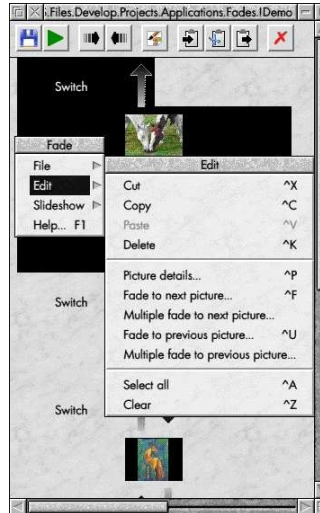 :.Files.Develop.Projects.Applications.Fades.!Demo
Switch
Fade
File
Edit
Slideshow
Help... F1
Edit
Cut ^X
Copy ^C
Paste ^V
Delete ^K
Picture details... ^P
Fade to next picture... ^F
Multiple fade to next picture...
Fade to previous picture... ^U
Multiple fade to previous picture...
Select all ^A
Clear ^Z
Switch
Switch